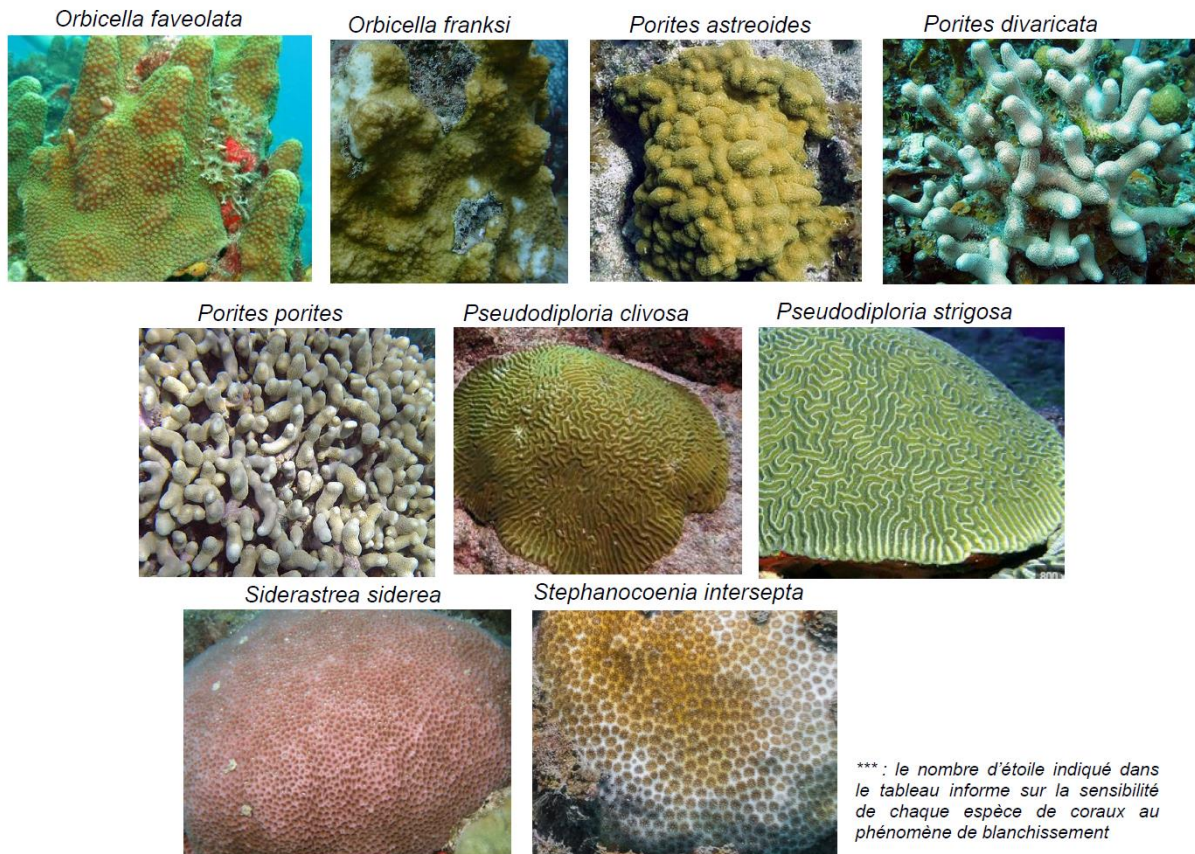 Orbicella faveolata
Orbicella franksi
Porites astreoides
Porites divaricata
Porites porites
Pseudodiploria clivosa
Pseudodiploria strigosa
800
Siderastrea siderea
Stephanocoenia intersepta
*** : le nombre d'étoile indiqué dans
le tableau informe sur la sensibilité
de chaque espèce de coraux au
phénomène de blanchissement